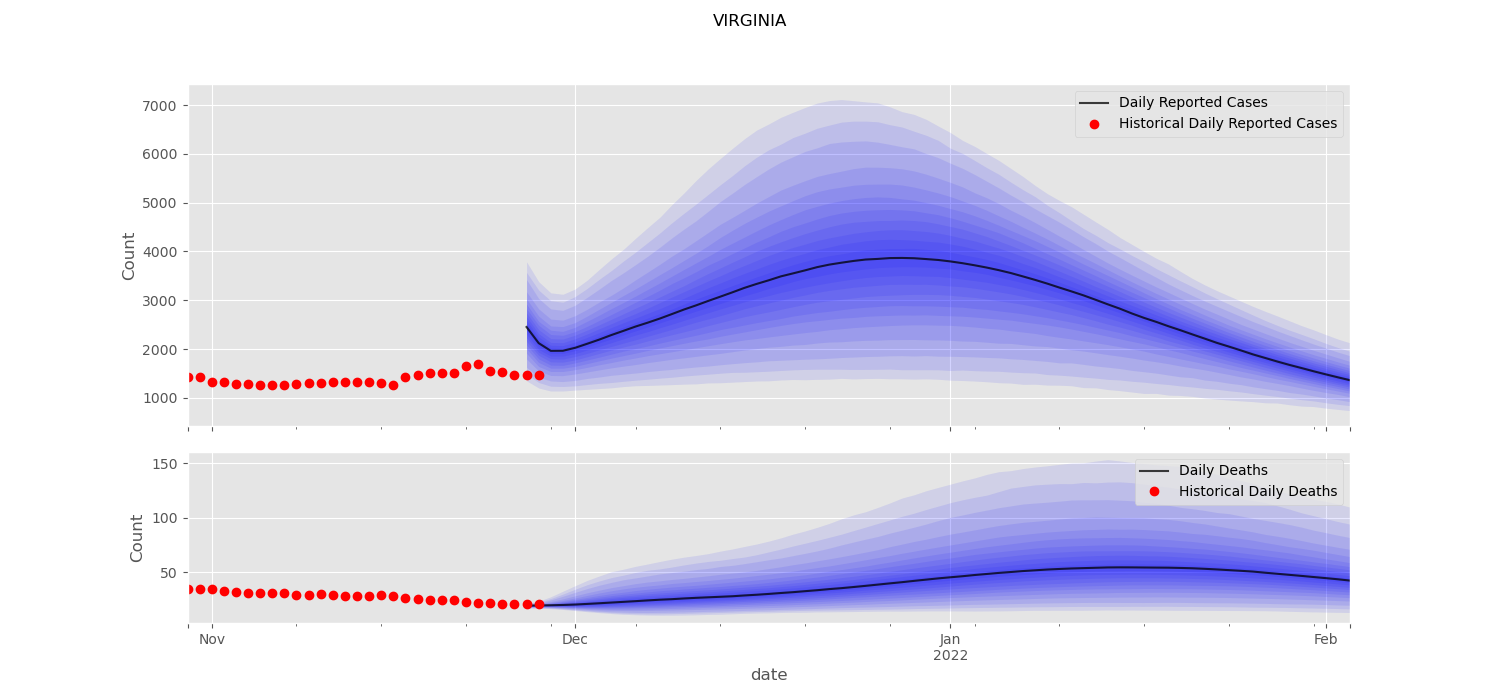 VIRGINIA
7000
6000
5000
4000
3000
2000
1000
Count
Daily Reported Cases
Historical Daily Reported Cases
150
100
50
Count
Daily Deaths
Historical Daily Deaths
Nov
Dec
Jan
2022
Feb
date